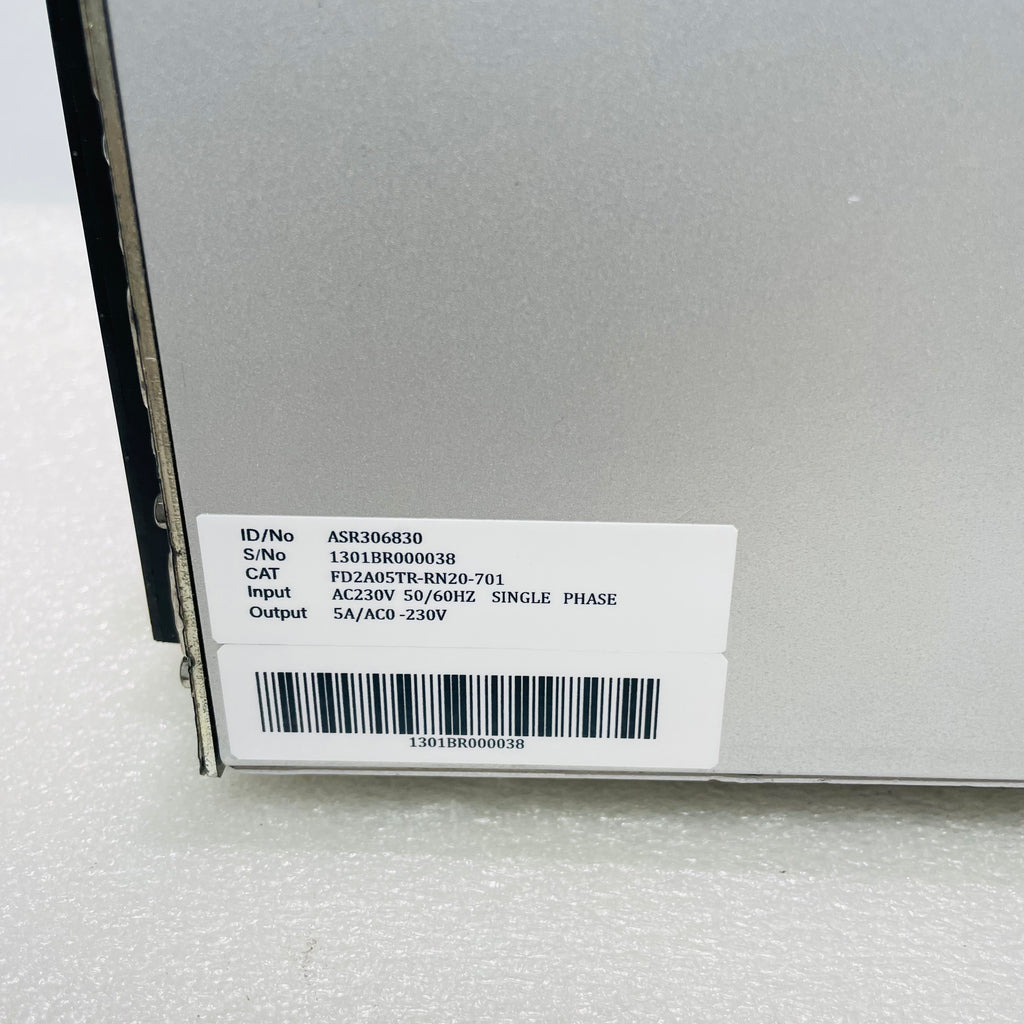 ID/No ASR306830
S/No 1301BR000038
CAT FD2A05TR-RN20-701
Input AC230V 50/60HZ SINGLE PHASE
Output 5A/AC0 -230V
1301BR000038